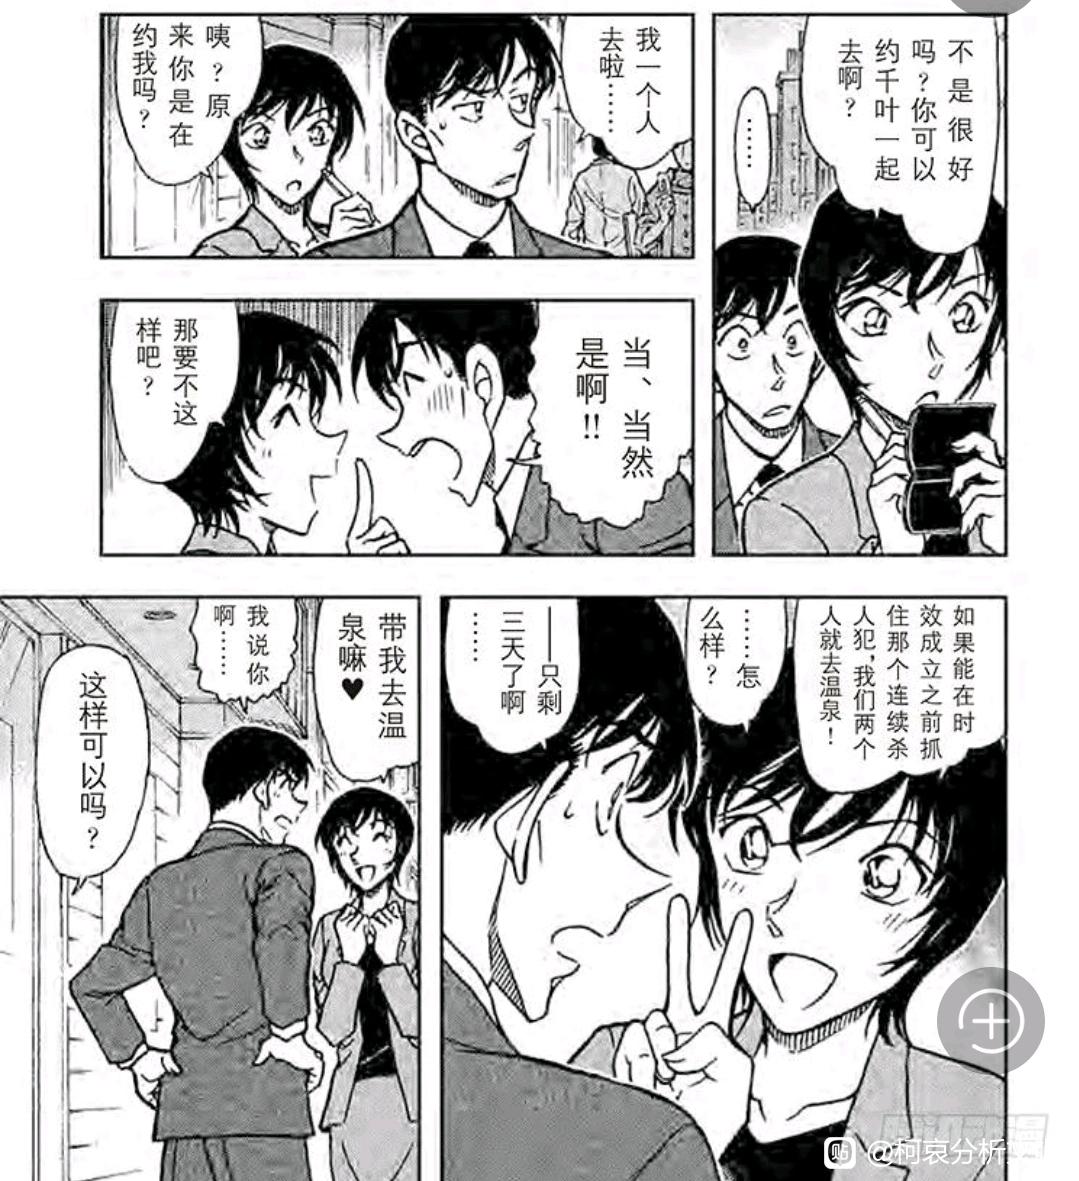 不是很好
吗?你可以
约千叶一起
去啊?
……
我一个人
去啦……
咦?原
来你是在
约我吗?
当、当然
是啊!!
那要不这
样吧?
如果能在时
效成立之前抓
住那个连续杀
人犯,我们两个
人就去温泉!
……怎
么样?
——只剩
三天了啊
……
带我去温
泉嘛♥
我说你
啊……
这样可以吗?
贴 @柯哀分析